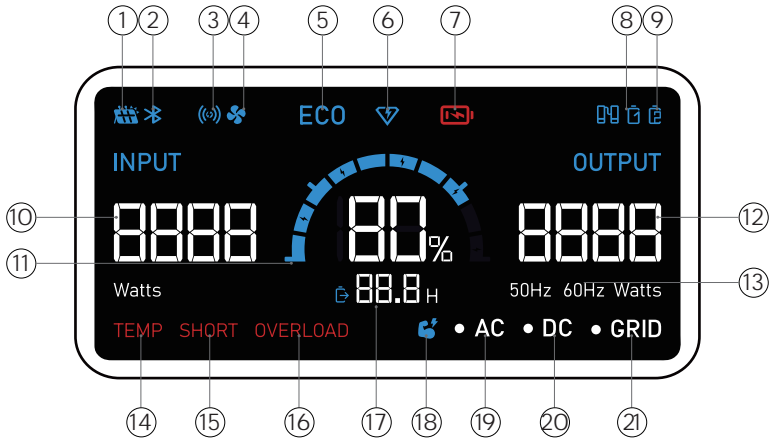 1 2 3 4 5 6 7 8 9
ECO
INPUT OUTPUT
10 8888 80% 8888 12
11
Watts 88.8 H 50Hz 60Hz Watts 13
TEMP SHORT OVERLOAD AC DC GRID
14 15 16 17 18 19 20 21